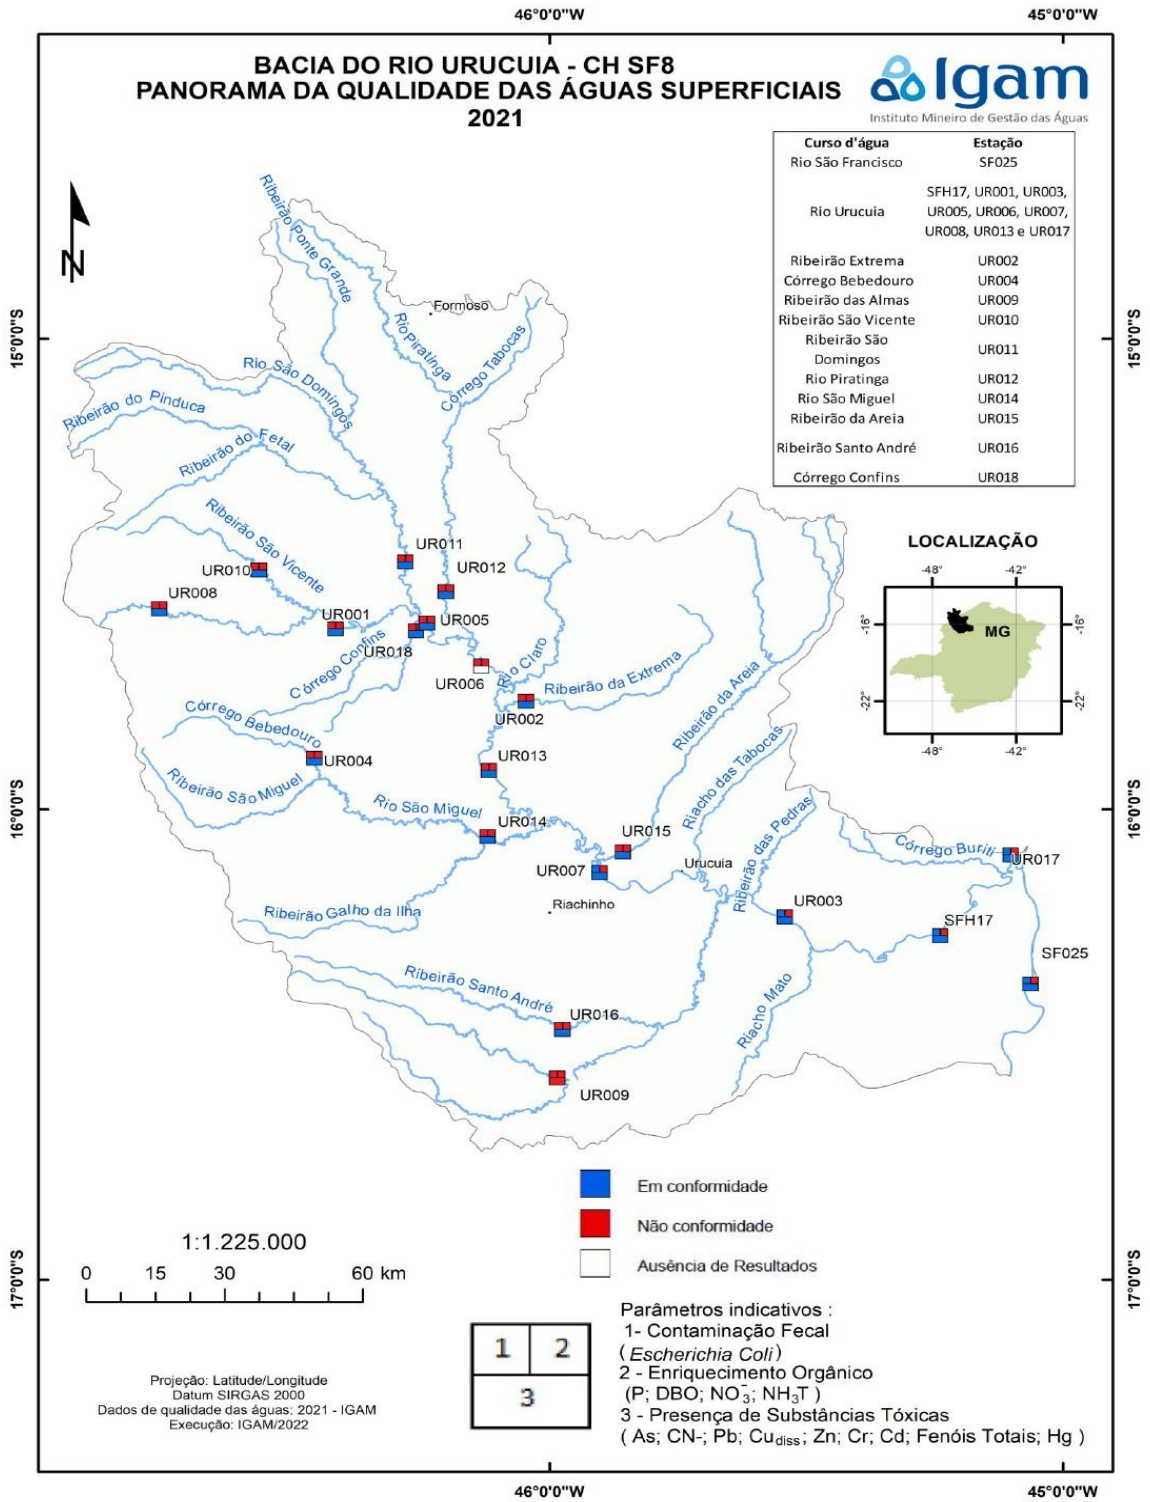 46°0'0"W
45°0'0"W
BACIA DO RIO URUCUIA - CH SF8
PANORAMA DA QUALIDADE DAS ÁGUAS SUPERFICIAIS
2021
Igam
Instituto Mineiro de Gestão das Águas
Curso d'água Estação
Rio São Francisco SF025
SFH17, UR001, UR003,
Rio Urucuia UR005, UR006, UR007,
UR008, UR013 e UR017
Ribeirão Extrema UR002
Córrego Bebedouro UR004
Ribeirão das Almas UR009
Ribeirão São Vicente UR010
Ribeirão São
Domingos UR011
Rio Piratinga UR012
Rio São Miguel UR014
Ribeirão da Areia UR015
Ribeirão Santo André UR016
Córrego Confins UR018
N
Ribeirão Ponte Grande
Formoso
Rio Piratinga
Córrego Tabocas
15°0'0"S
15°0'0"S
Rio São Domingos
Ribeirão do Pinduca
Ribeirão do Fetal
Ribeirão São Vicente
UR011
UR010
UR012
UR008
UR001
UR005
UR018
Córrego Confins
UR006
Rio Claro
Ribeirão da Extrema
UR002
Ribeirão da Areia
LOCALIZAÇÃO
-48° -42°
-16° -16°
MG
-22° -22°
-48° -42°
Córrego Bebedouro
UR004
UR013
Ribeirão São Miguel
Rio São Miguel
Riacho das Tabocas
16°0'0"S
16°0'0"S
UR014
UR015
Ribeirão das Pedras
Córrego Buriti
UR017
UR007
Urucuia
Riachinho
UR003
Ribeirão Galho da Ilha
SFH17
SF025
Ribeirão Santo André
UR016
Riacho Mato
UR009
Em conformidade
Não conformidade
Ausência de Resultados
17°0'0"S
17°0'0"S
1:1.225.000
0 15 30 60 km
1 2
3
Parâmetros indicativos :
1- Contaminação Fecal
(Escherichia Coli)
2 - Enriquecimento Orgânico
(P; DBO; NO₃⁻; NH₃T )
3 - Presença de Substâncias Tóxicas
( As; CN-; Pb; Cudiss; Zn; Cr; Cd; Fenóis Totais; Hg )
Projeção: Latitude/Longitude
Datum SIRGAS 2000
Dados de qualidade das águas: 2021 - IGAM
Execução: IGAM/2022
46°0'0"W
45°0'0"W